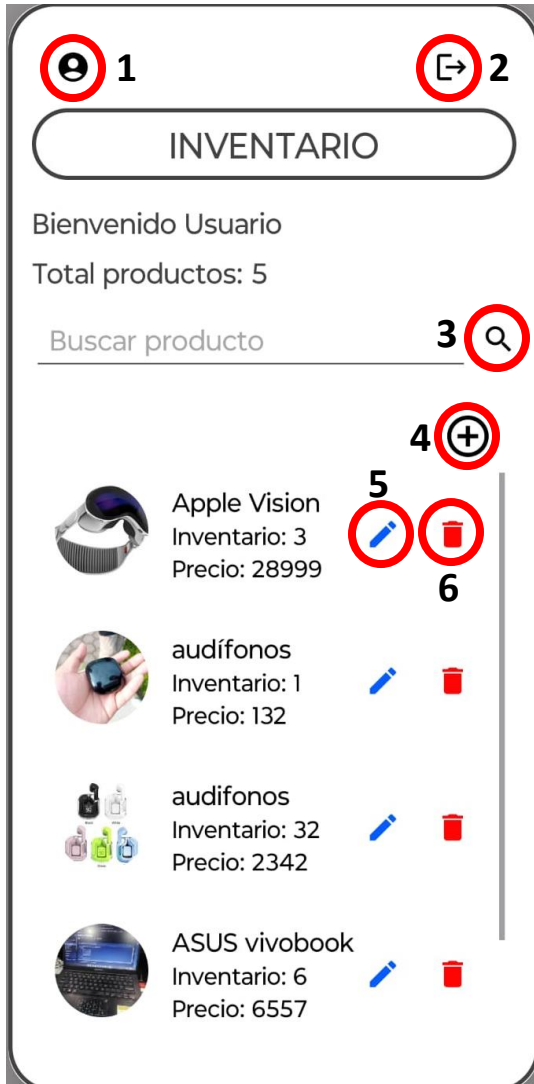 1
2
INVENTARIO
Bienvenido Usuario
Total productos: 5
Buscar producto
3
4
5
Apple Vision
Inventario: 3
Precio: 28999
6
audífonos
Inventario: 1
Precio: 132
audifonos
Inventario: 32
Precio: 2342
ASUS vivobook
Inventario: 6
Precio: 6557